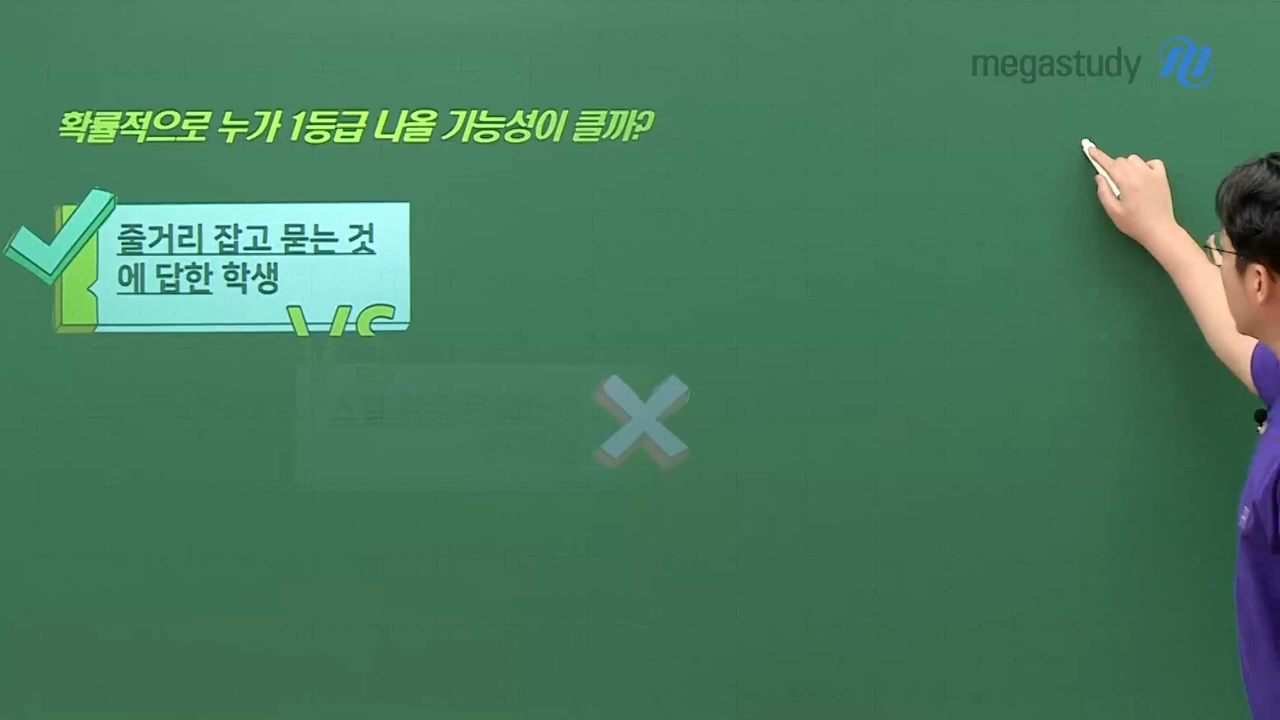 megastudy
확률적으로 누가 1등급 나올 가능성이 클까?
줄거리 잡고 묻는 것
에 답한 학생
VS